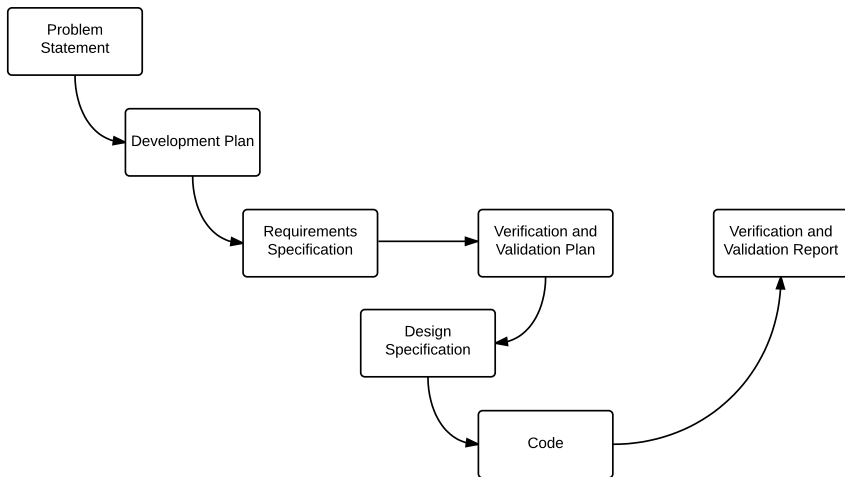 Problem
Statement
Development Plan
Requirements
Specification
Verification and
Validation Plan
Verification and
Validation Report
Design
Specification
Code